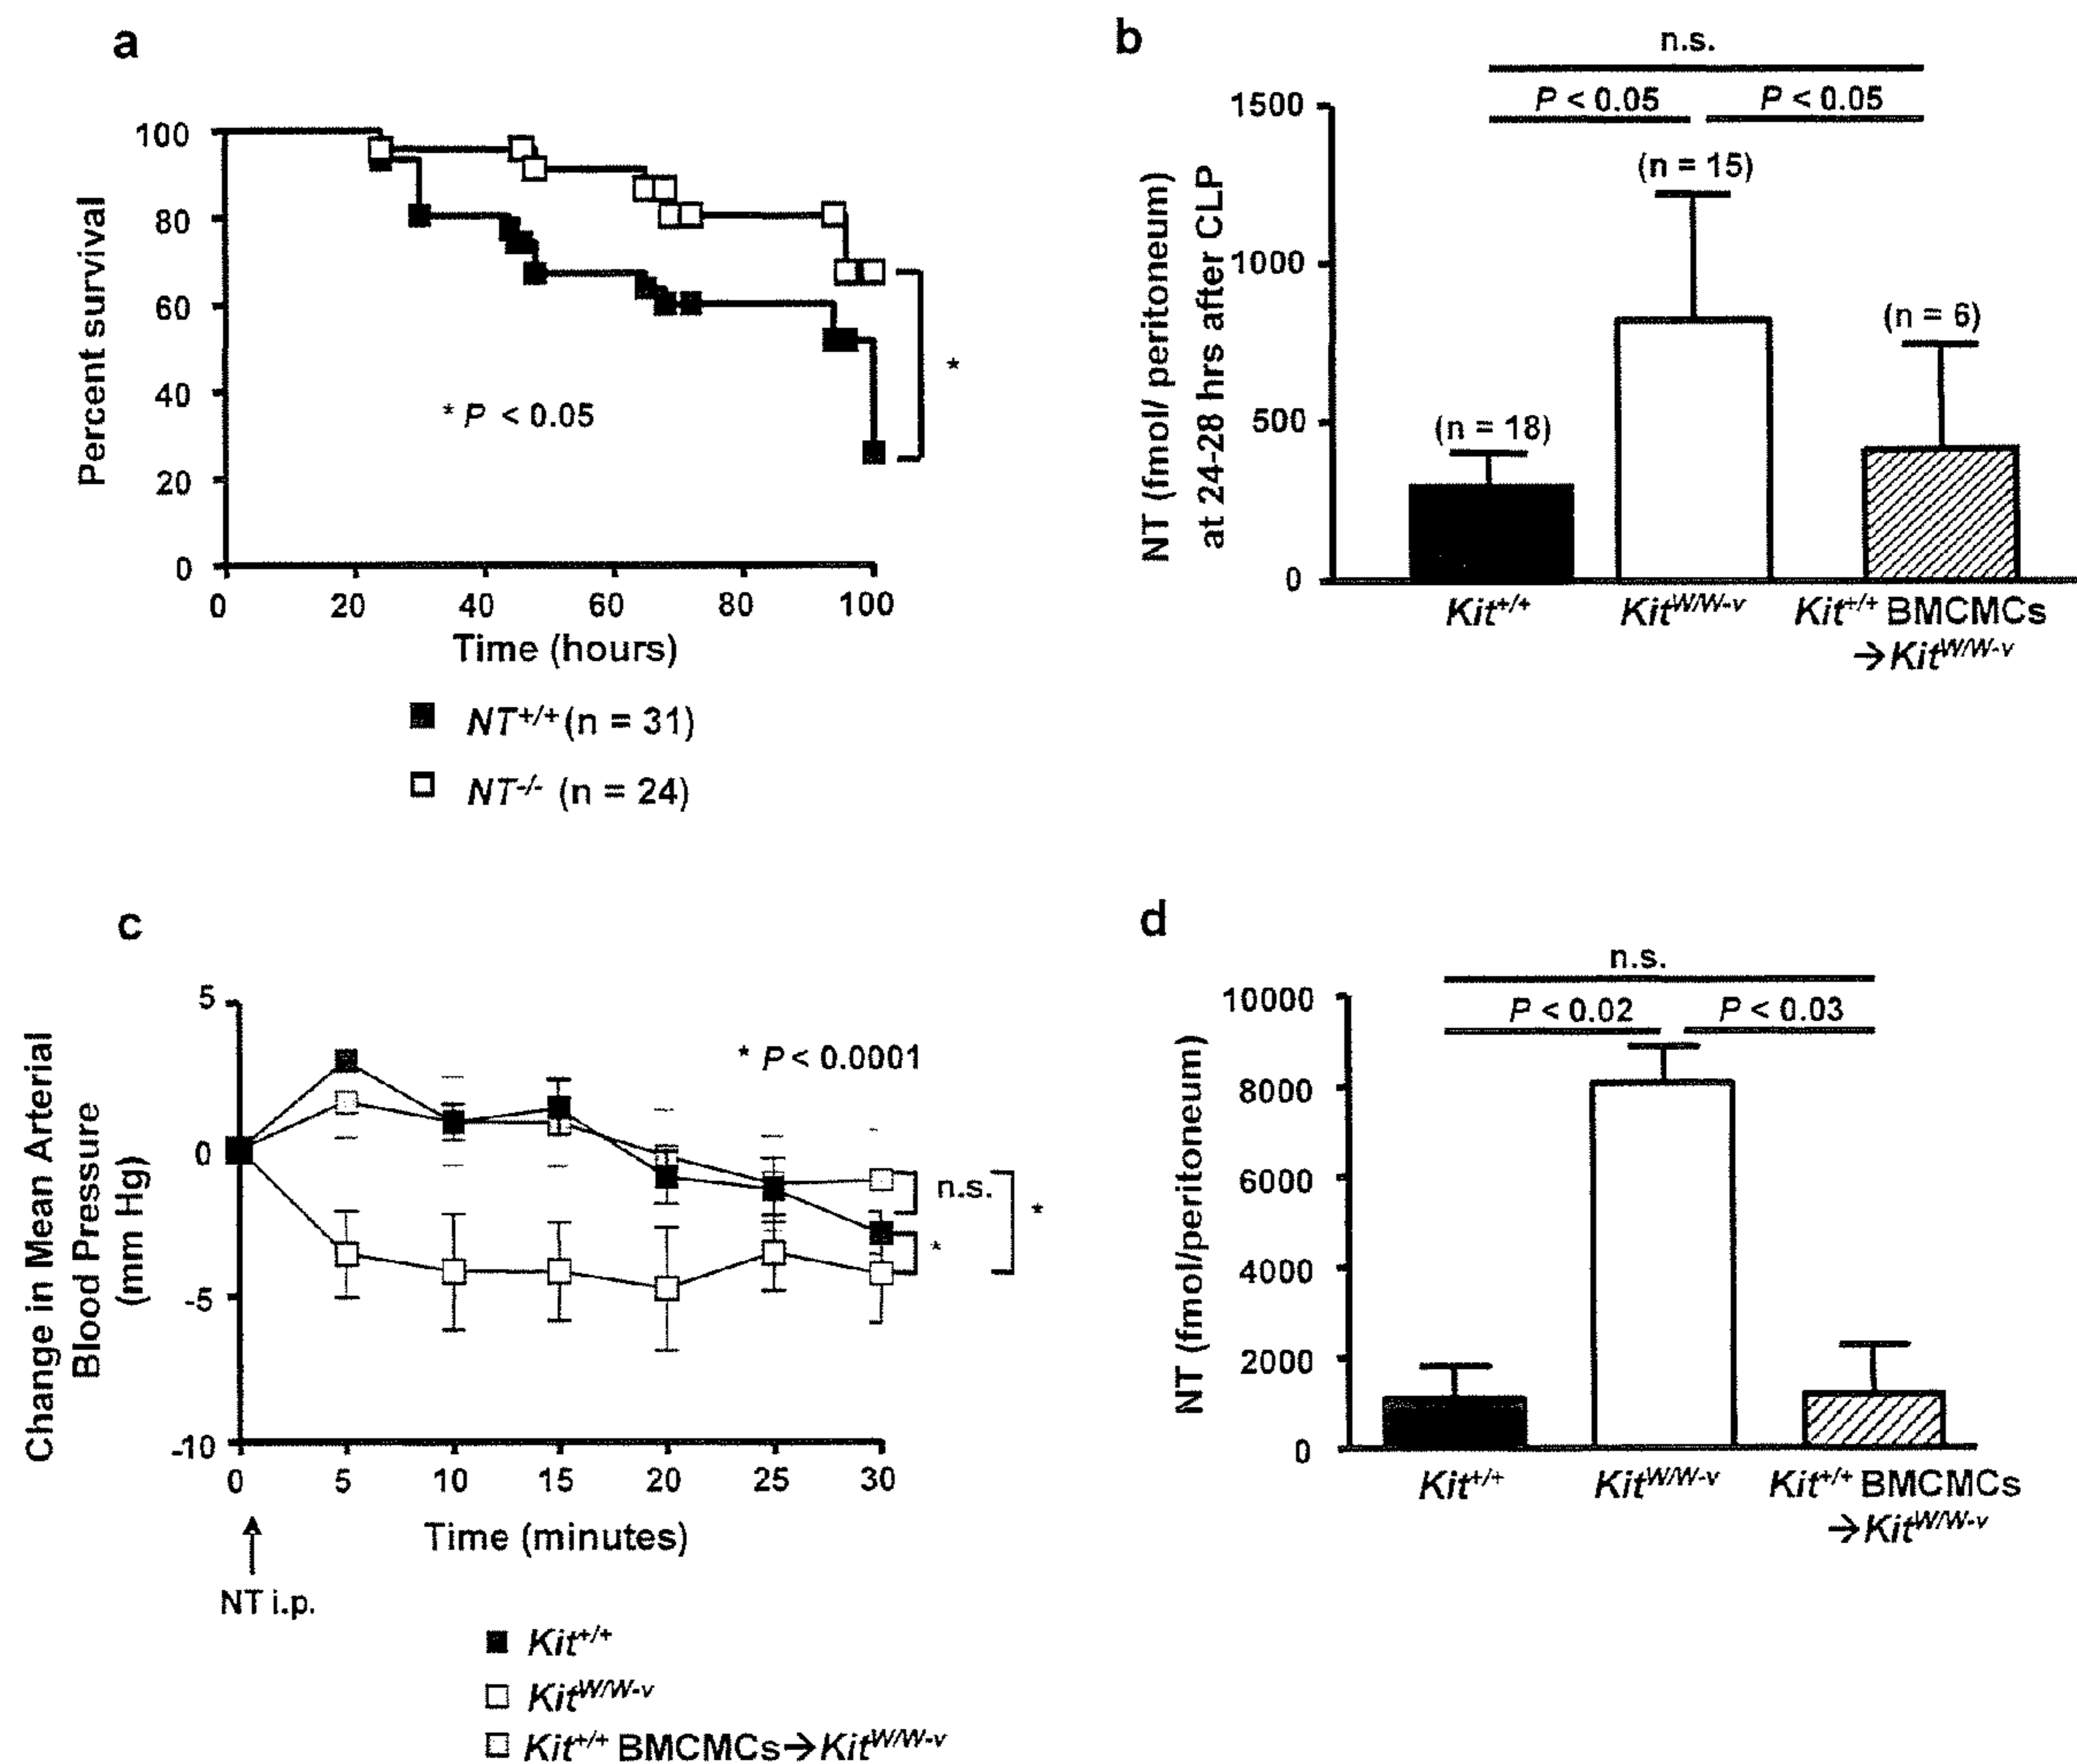 a
Percent survival
100
80
60
40
20
0
0 20 40 60 80 100
* P < 0.05
*
Time (hours)
NT+/+ (n = 31)
NT-/- (n = 24)
b
n.s.
P < 0.05 P < 0.05
NT (fmol/ peritoneum)
at 24-28 hrs after CLP
1500
1000
500
0
(n = 18)
(n = 15)
(n = 6)
Kit+/+ KitW/W-v Kit+/+ BMCMCs
→KitW/W-v
c
Change in Mean Arterial
Blood Pressure
(mm Hg)
5
0
-5
-10
* P < 0.0001
n.s.
*
*
0 5 10 15 20 25 30
Time (minutes)
NT i.p.
Kit+/+
KitW/W-v
Kit+/+ BMCMCs→KitW/W-v
d
n.s.
P < 0.02 P < 0.03
NT (fmol/peritoneum)
10000
8000
6000
4000
2000
0
Kit+/+ KitW/W-v Kit+/+ BMCMCs
→KitW/W-v